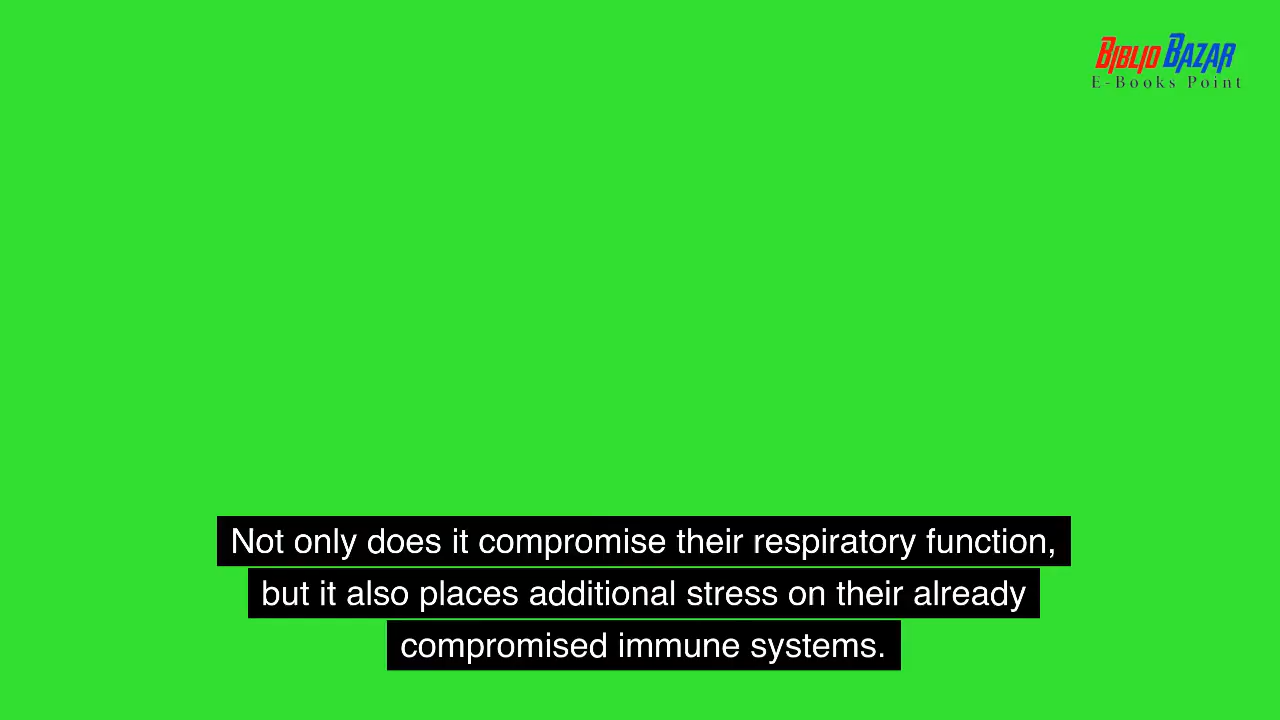 Biblio Bazar
E-Books Point
Not only does it compromise their respiratory function,
but it also places additional stress on their already
compromised immune systems.